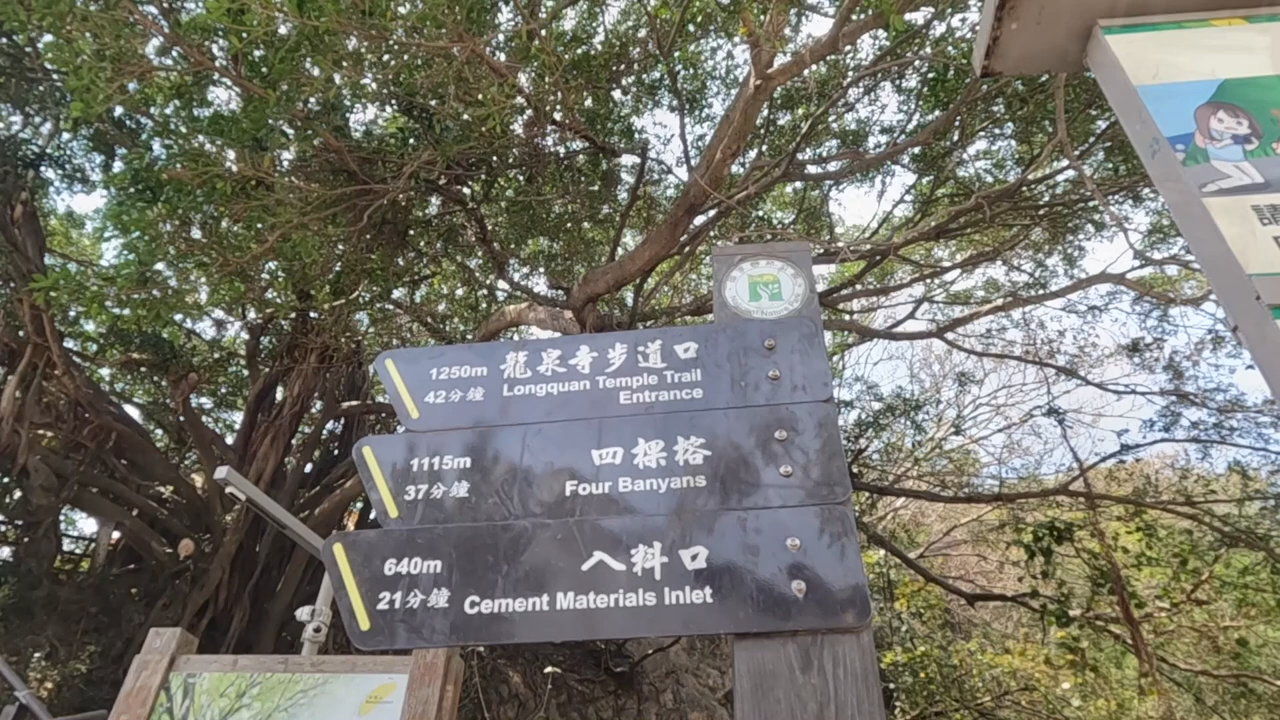 1250m
42分鐘
龍泉寺步道口
Longquan Temple Trail
Entrance
1115m
37分鐘
四棵榕
Four Banyans
640m
21分鐘
入料口
Cement Materials Inlet